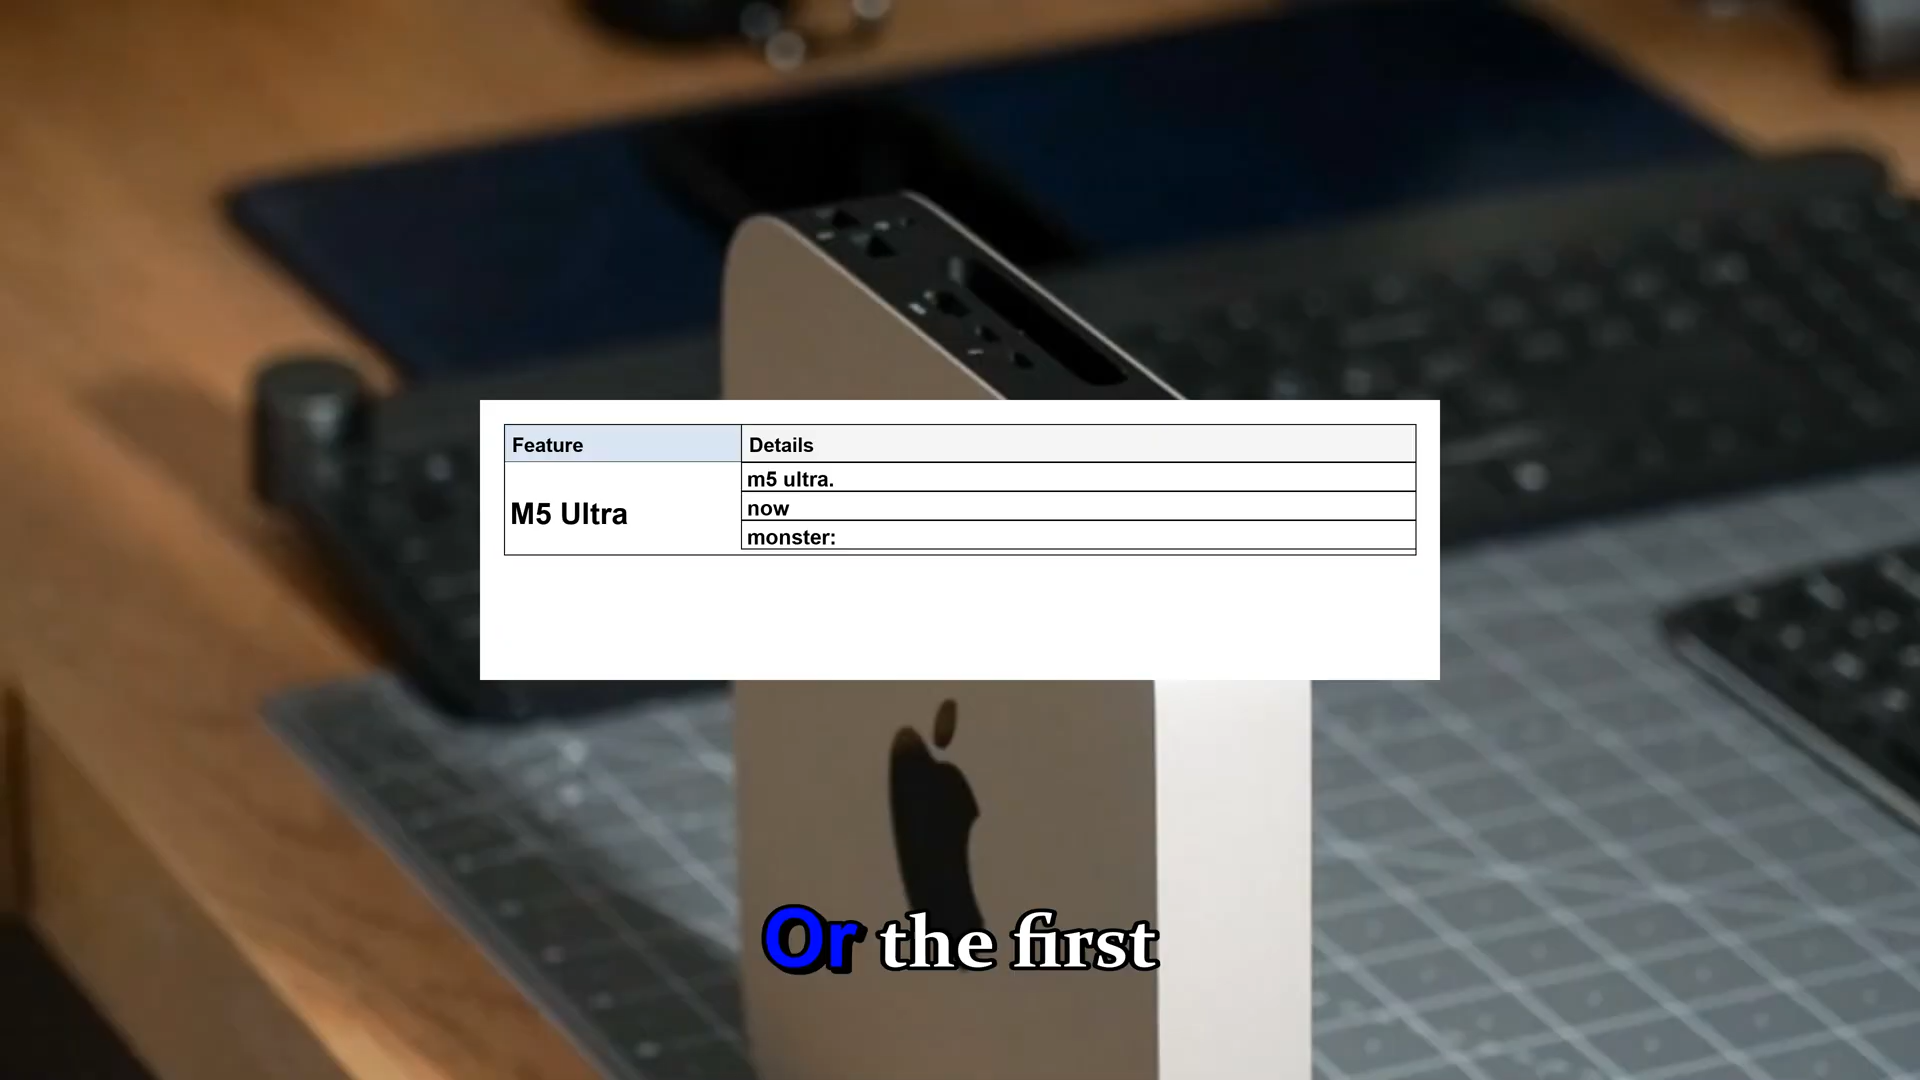 Feature Details
M5 Ultra
m5 ultra.
now
monster:
Or the first